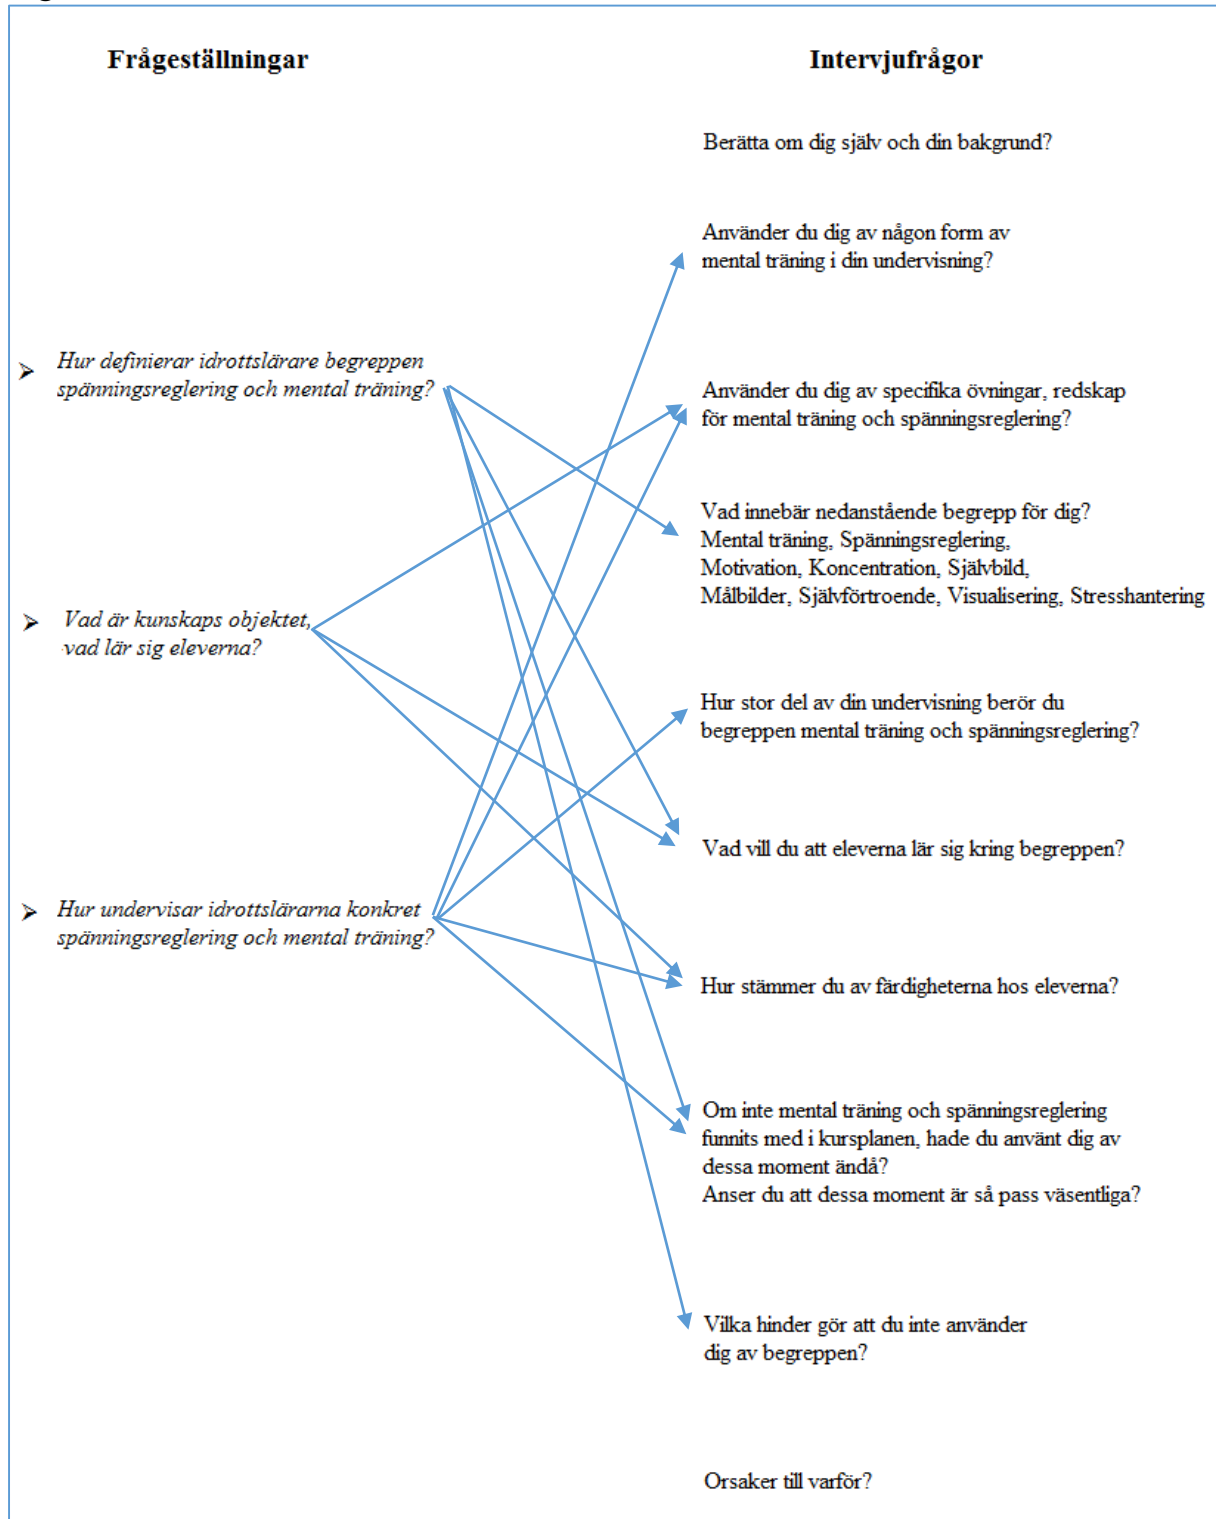 Frågeställningar
Hur definierar idrottslärare begreppen
spänningsreglering och mental träning?
Vad är kunskaps objektet,
vad lär sig eleverna?
Hur undervisar idrottslärarna konkret
spänningsreglering och mental träning?
Intervjufrågor
Berätta om dig själv och din bakgrund?
Använder du dig av någon form av
mental träning i din undervisning?
Använder du dig av specifika övningar, redskap
för mental träning och spänningsreglering?
Vad innebär nedanstående begrepp för dig?
Mental träning, Spänningsreglering,
Motivation, Koncentration, Självbild,
Målbilder, Självförtroende, Visualisering, Stresshantering
Hur stor del av din undervisning berör du
begreppen mental träning och spänningsreglering?
Vad vill du att eleverna lär sig kring begreppen?
Hur stämmer du av färdigheterna hos eleverna?
Om inte mental träning och spänningsreglering
funnits med i kursplanen, hade du använt dig av
dessa moment ändå?
Anser du att dessa moment är så pass väsentliga?
Vilka hinder gör att du inte använder
dig av begreppen?
Orsaker till varför?